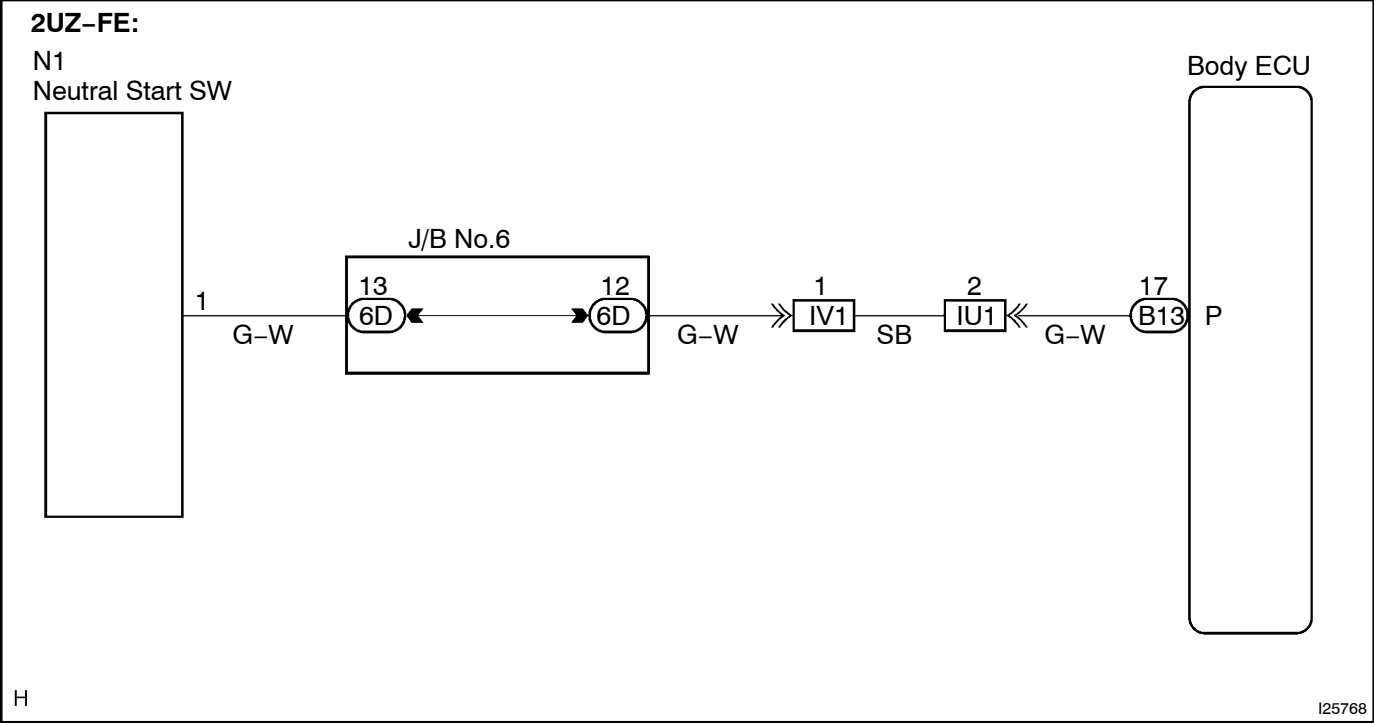 2UZ−FE:
N1
Neutral Start SW
Body ECU
J/B No.6
1
13
12
1
2
17
6D
6D
IV1
IU1
B13
P
G−W
G−W
SB
G−W
H
I25768